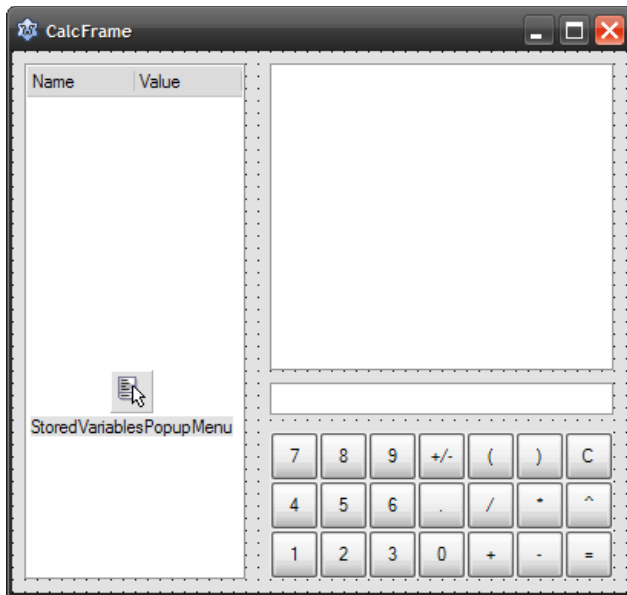 CalcFrame
Name Value
StoredVariablesPopupMenu
7 8 9 +/- ( ) C
4 5 6 . / * ^
1 2 3 0 + - =